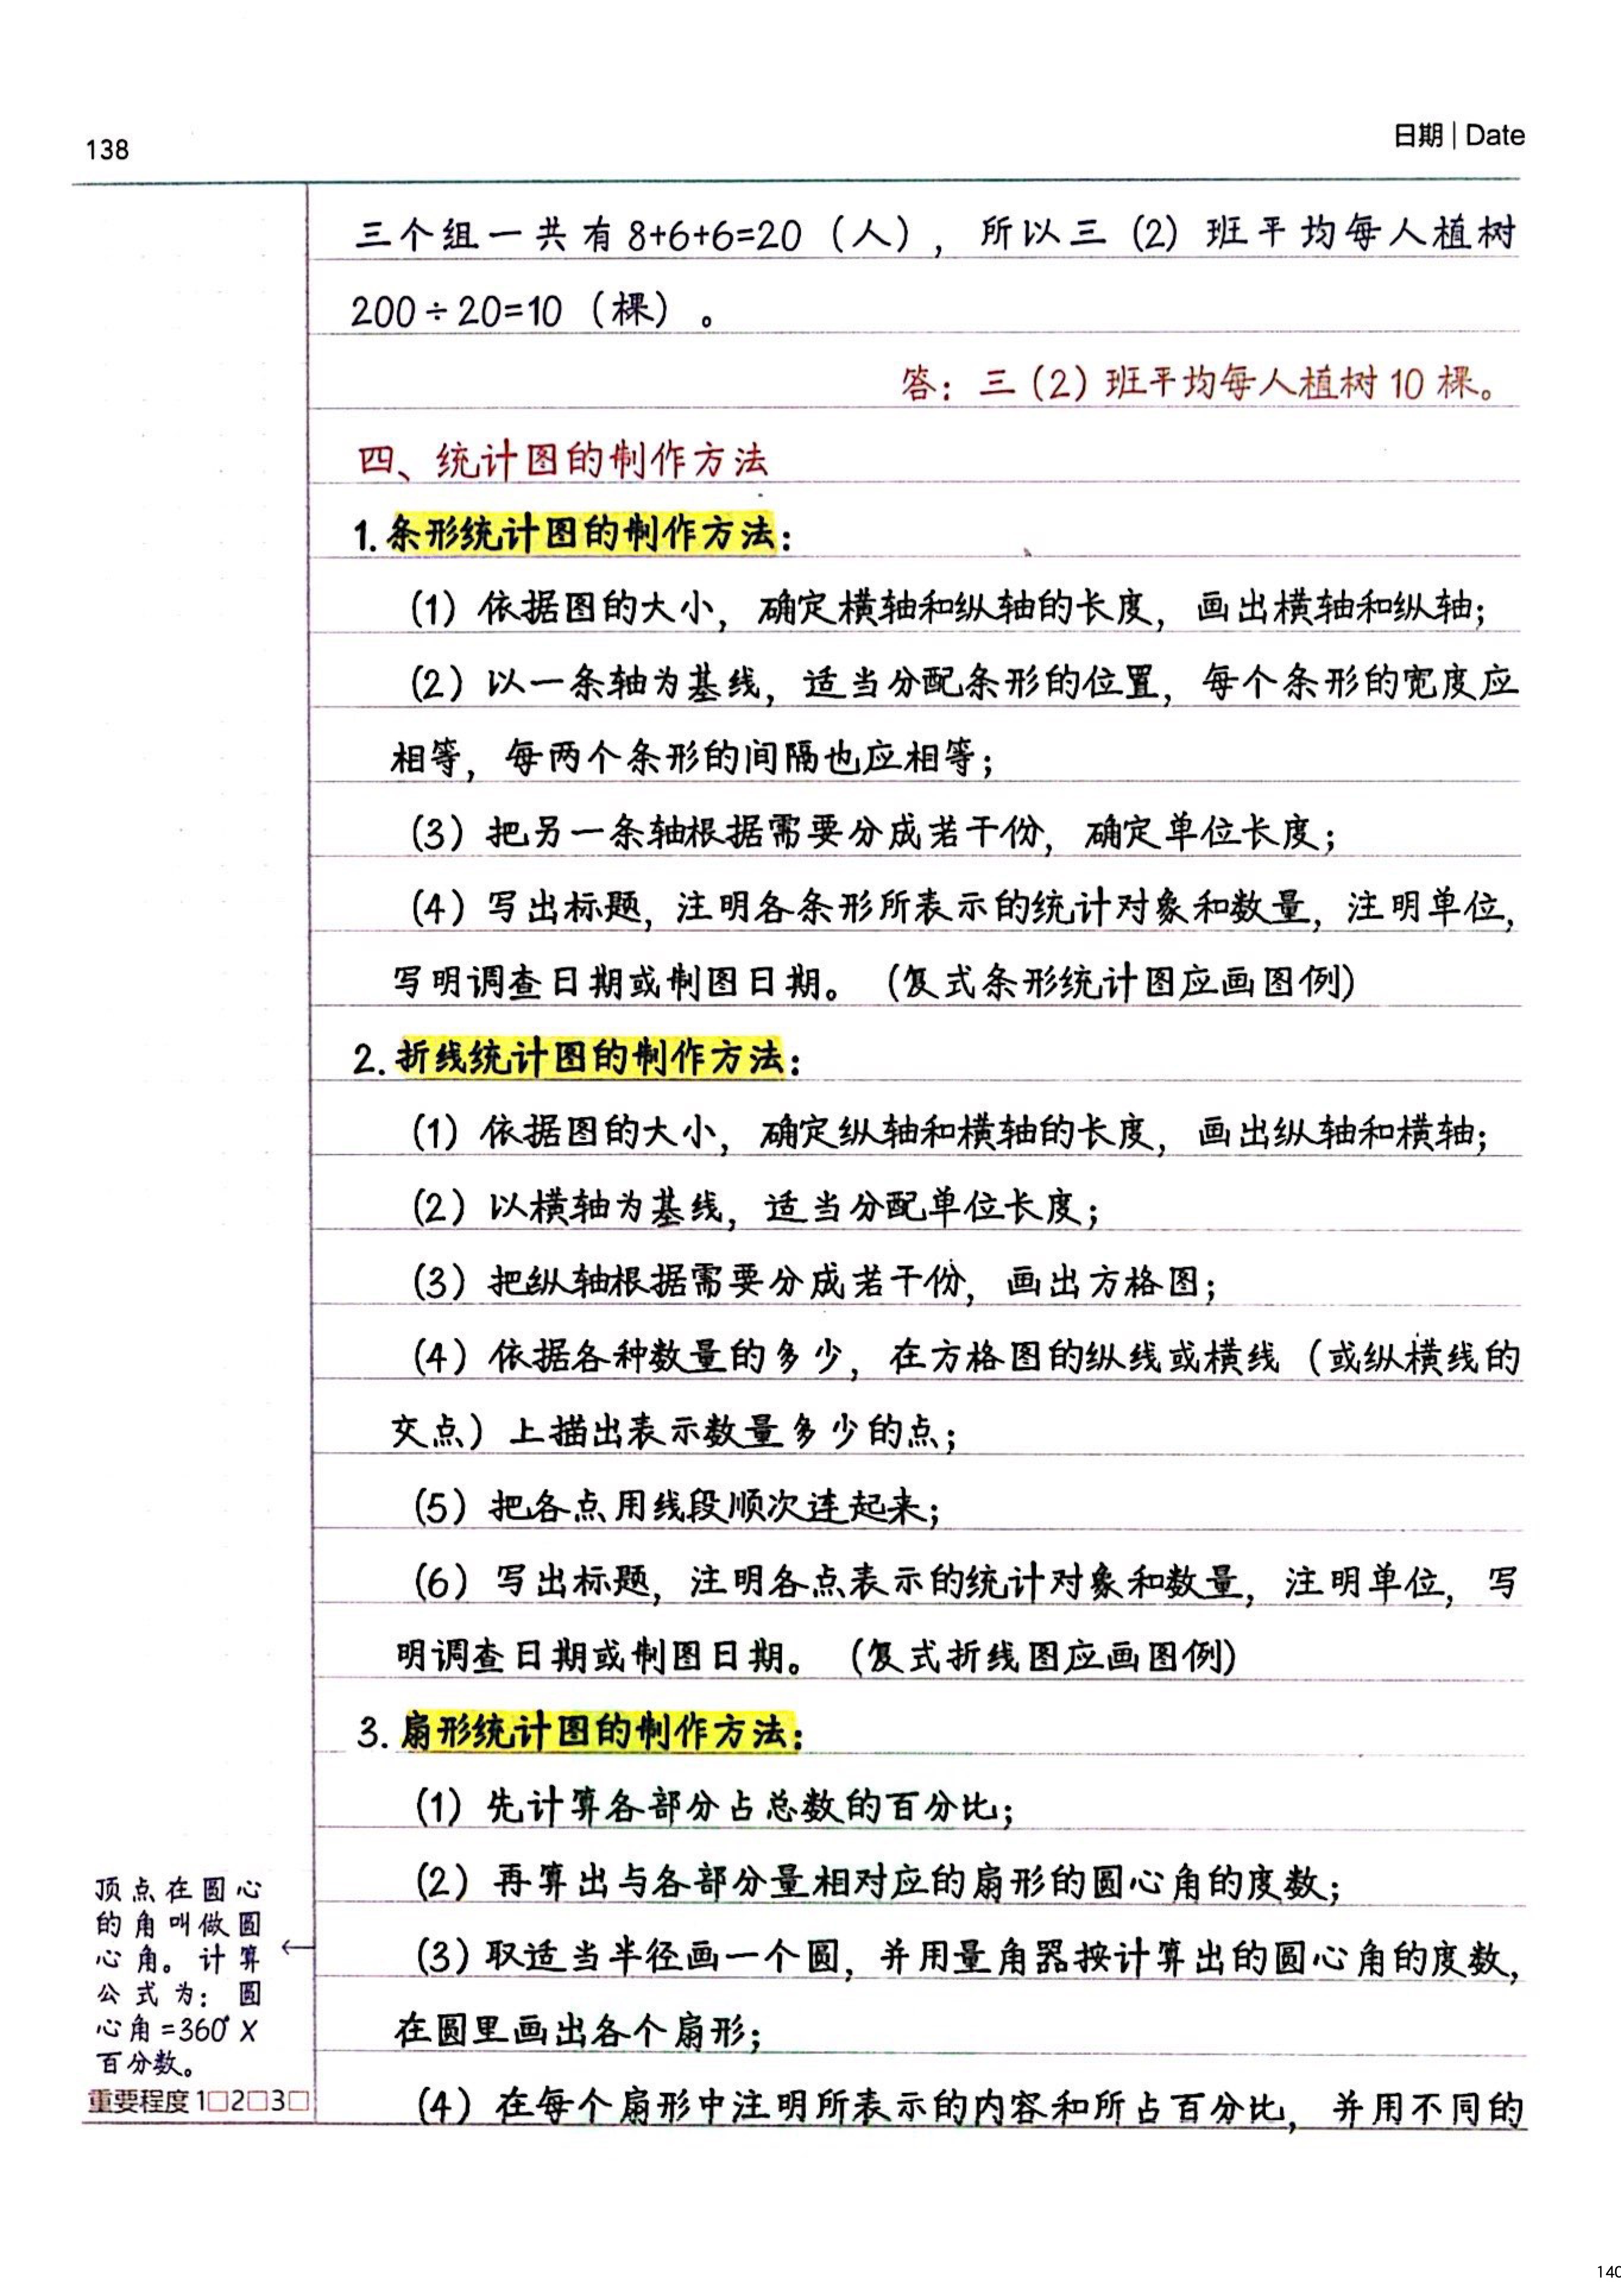 138
日期 | Date
三个组一共有8+6+6=20（人），所以三（2）班平均每人植树
200÷20=10（棵）。
答：三（2）班平均每人植树10棵。
四、统计图的制作方法
1.条形统计图的制作方法：
（1）依据图的大小，确定横轴和纵轴的长度，画出横轴和纵轴；
（2）以一条轴为基线，适当分配条形的位置，每个条形的宽度应
相等，每两个条形的间隔也应相等；
（3）把另一条轴根据需要分成若干份，确定单位长度；
（4）写出标题，注明各条形所表示的统计对象和数量，注明单位，
写明调查日期或制图日期。（复式条形统计图应画图例）
2.折线统计图的制作方法：
（1）依据图的大小，确定纵轴和横轴的长度，画出纵轴和横轴；
（2）以横轴为基线，适当分配单位长度；
（3）把纵轴根据需要分成若干份，画出方格图；
（4）依据各种数量的多少，在方格图的纵线或横线（或纵横线的
交点）上描出表示数量多少的点；
（5）把各点用线段顺次连起来；
（6）写出标题，注明各点表示的统计对象和数量，注明单位，写
明调查日期或制图日期。（复式折线图应画图例）
3.扇形统计图的制作方法：
（1）先计算各部分占总数的百分比；
（2）再算出与各部分量相对应的扇形的圆心角的度数；
（3）取适当半径画一个圆，并用量角器按计算出的圆心角的度数，
在圆里画出各个扇形；
（4）在每个扇形中注明所表示的内容和所占百分比，并用不同的
顶点在圆心
的角叫做圆
心角。计算
公式为：圆
心角=360°×
百分数。
←
重要程度1□2□3□
140